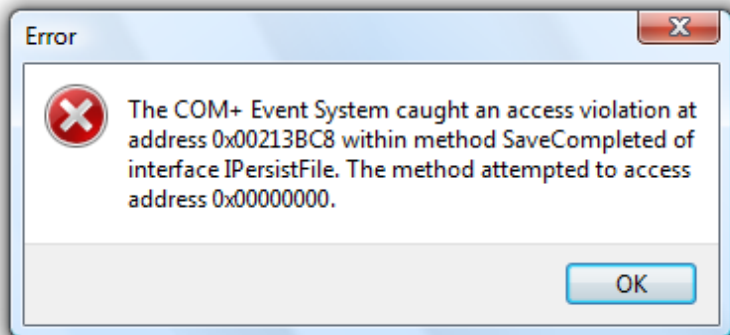 Error
The COM+ Event System caught an access violation at
address 0x00213BC8 within method SaveCompleted of
interface IPersistFile. The method attempted to access
address 0x00000000.
OK